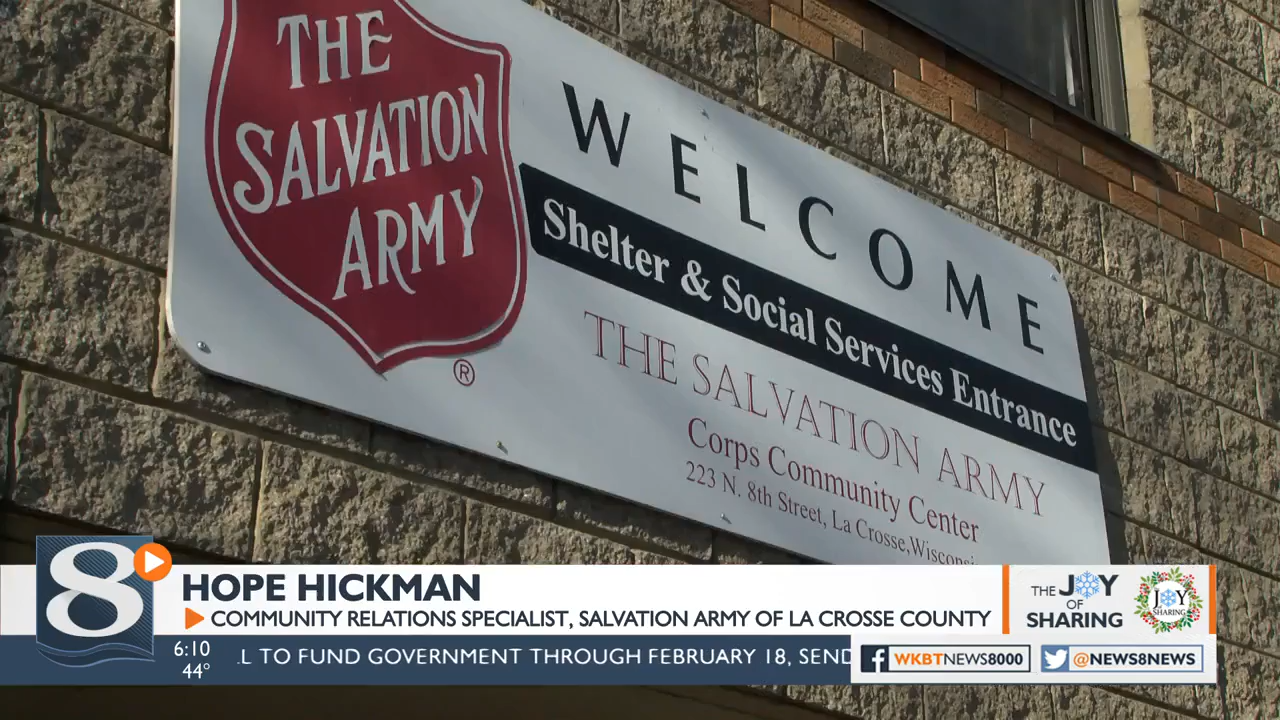 THE
SALVATION
ARMY
®
WELCOME
Shelter & Social Services Entrance
THE SALVATION ARMY
Corps Community Center
223 N. 8th Street, La Crosse,
8
HOPE HICKMAN
COMMUNITY RELATIONS SPECIALIST, SALVATION ARMY OF LA CROSSE COUNTY
THE JOY
OF
SHARING
JOY
SHARING
6:10
44°
L TO FUND GOVERNMENT THROUGH FEBRUARY 18, SEND
WKBTNEWS8000
@NEWS8NEWS